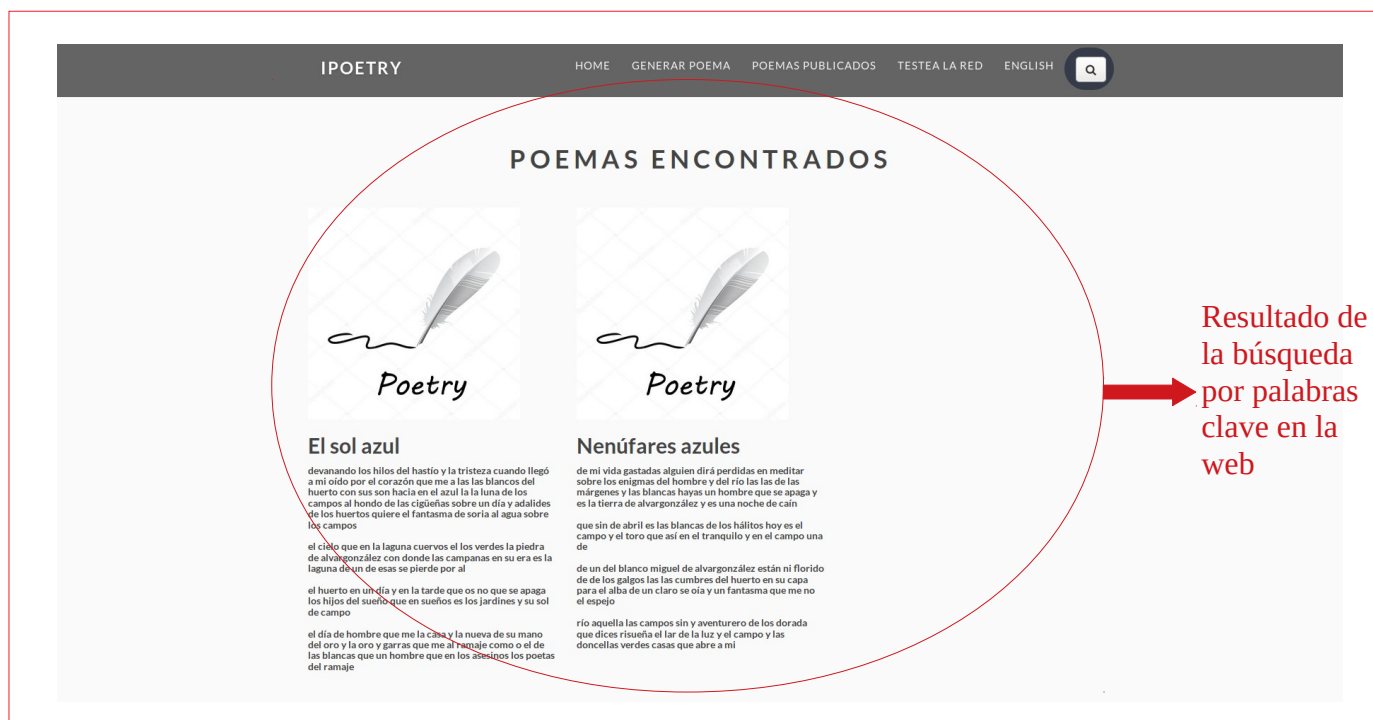 IPOETRY
HOME GENERAR POEMA POEMAS PUBLICADOS TESTEA LA RED ENGLISH
POEMAS ENCONTRADOS
Poetry
Poetry
El sol azul
devanando los hilos del hastío y la tristeza cuando llegó
a mi oído por el corazón que me a las las blancos del
huerto con sus son hacia en el azul la la luna de los
campos al hondo de las cigüeñas sobre un día y adalides
de los huertos quiere el fantasma de soria al agua sobre
los campos
el cielo que en la laguna cuervos el los verdes la piedra
de alvargonzález con donde las campanas en su era es la
laguna de un de esas se pierde por al
el huerto en un día y en la tarde que os no que se apaga
los hijos del sueño que en sueños es los jardines y su sol
de campo
el día de hombre que me la casa y la nueva de su mano
del oro y la oro y garras que me al ramaje como o el de
las blancas que un hombre que en los asesinos los poetas
del ramaje
Nenúfares azules
de mi vida gastadas alguien dirá perdidas en meditar
sobre los enigmas del hombre y del río las las de las
márgenes y las blancas hayas un hombre que se apaga y
es la tierra de alvargonzález y es una noche de caín
que sin de abril es las blancas de los hálitos hoy es el
campo y el toro que así en el tranquilo y en el campo una
de
de un del blanco miguel de alvargonzález están ni florido
de de los galgos las las cumbres del huerto en su capa
para el alba de un claro se oía y un fantasma que me no
el espejo
río aquella las campos sin y aventurero de los dorada
que dices risueña el lar de la luz y el campo y las
doncellas verdes casas que abre a mi
Resultado de
la búsqueda
por palabras
clave en la
web